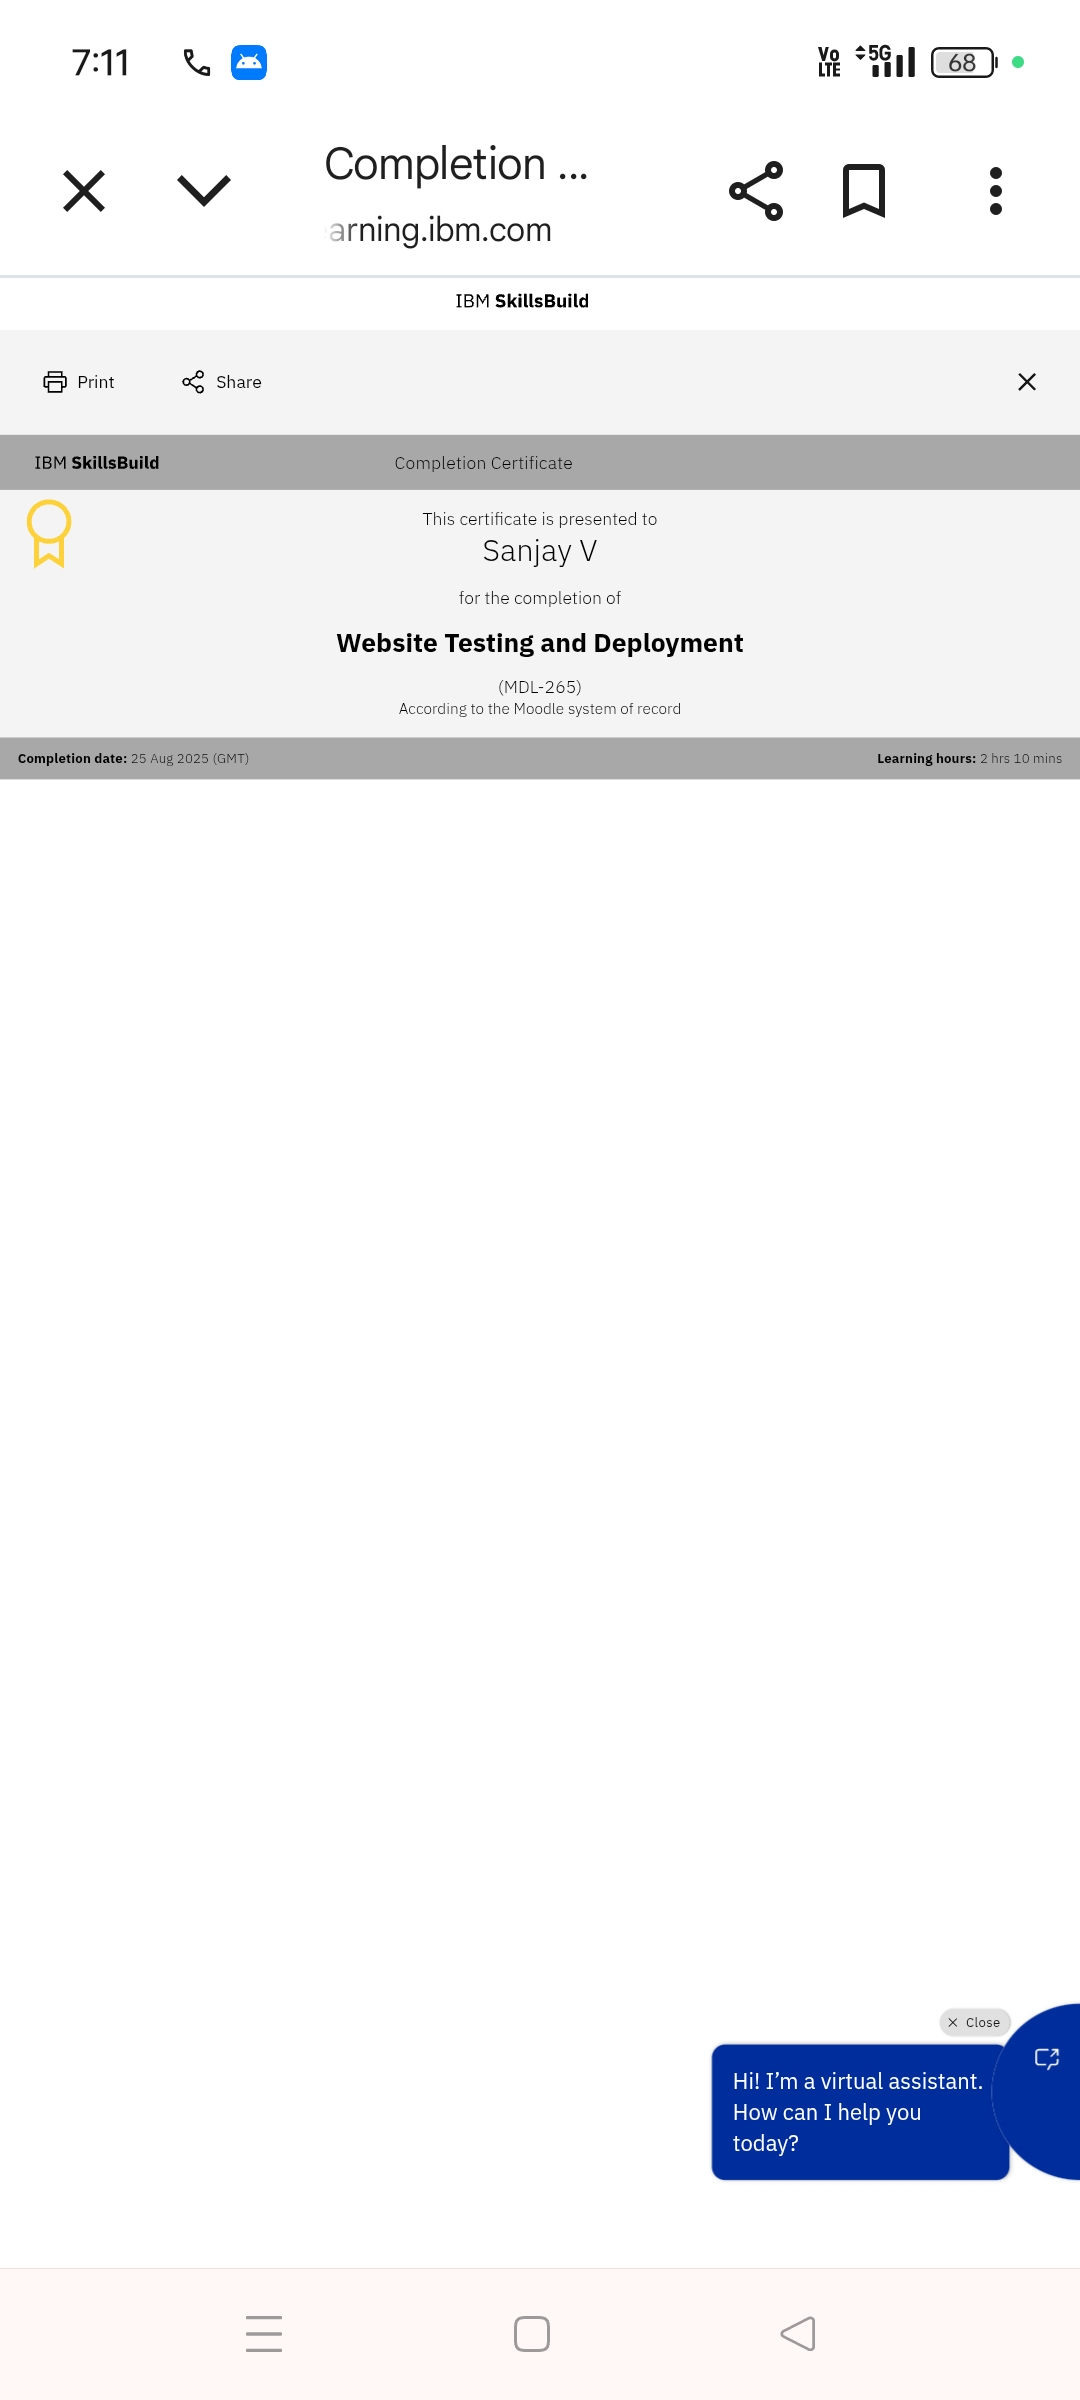 7:11
Vo
LTE
5G
68
Completion ...
arning.ibm.com
IBM SkillsBuild
Print
Share
IBM SkillsBuild
Completion Certificate
This certificate is presented to
Sanjay V
for the completion of
Website Testing and Deployment
(MDL-265)
According to the Moodle system of record
Completion date: 25 Aug 2025 (GMT)
Learning hours: 2 hrs 10 mins
Close
Hi! I’m a virtual assistant.
How can I help you
today?